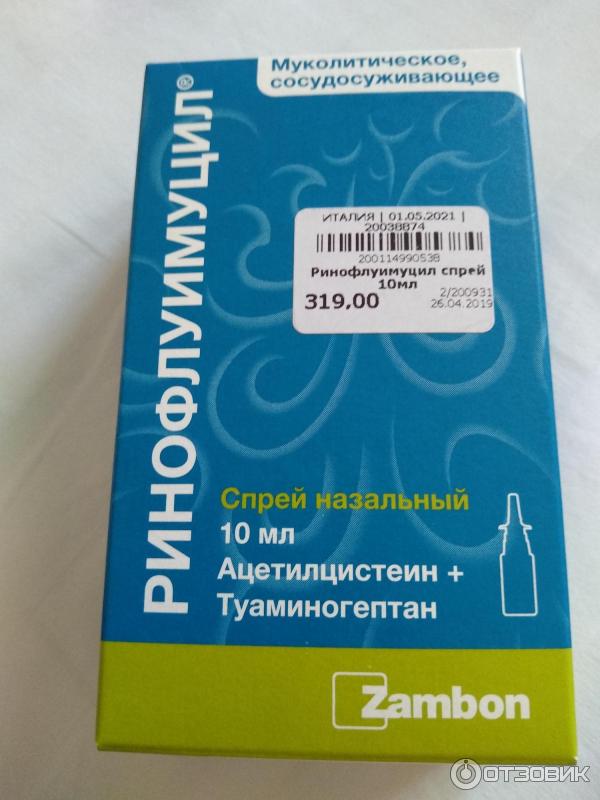 Муколитическое,
сосудосуживающее
РИНОФЛУИМУЦИЛ®
ИТАЛИЯ | 01.05.2021 |
20038874
200114990538
Ринофлуимуцил спрей
10мл
319,00
2/200931
26.04.2019
Спрей назальный
10 мл
Ацетилцистеин +
Туаминогептан
Zambon
ОТЗОВИК